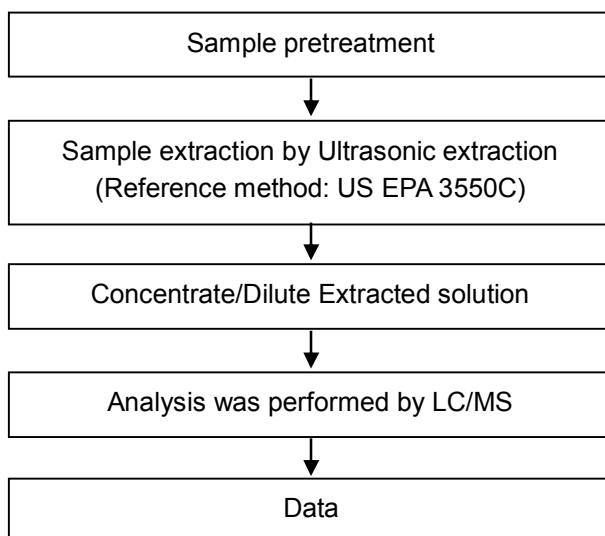 Sample pretreatment
Sample extraction by Ultrasonic extraction
(Reference method: US EPA 3550C)
Concentrate/Dilute Extracted solution
Analysis was performed by LC/MS
Data